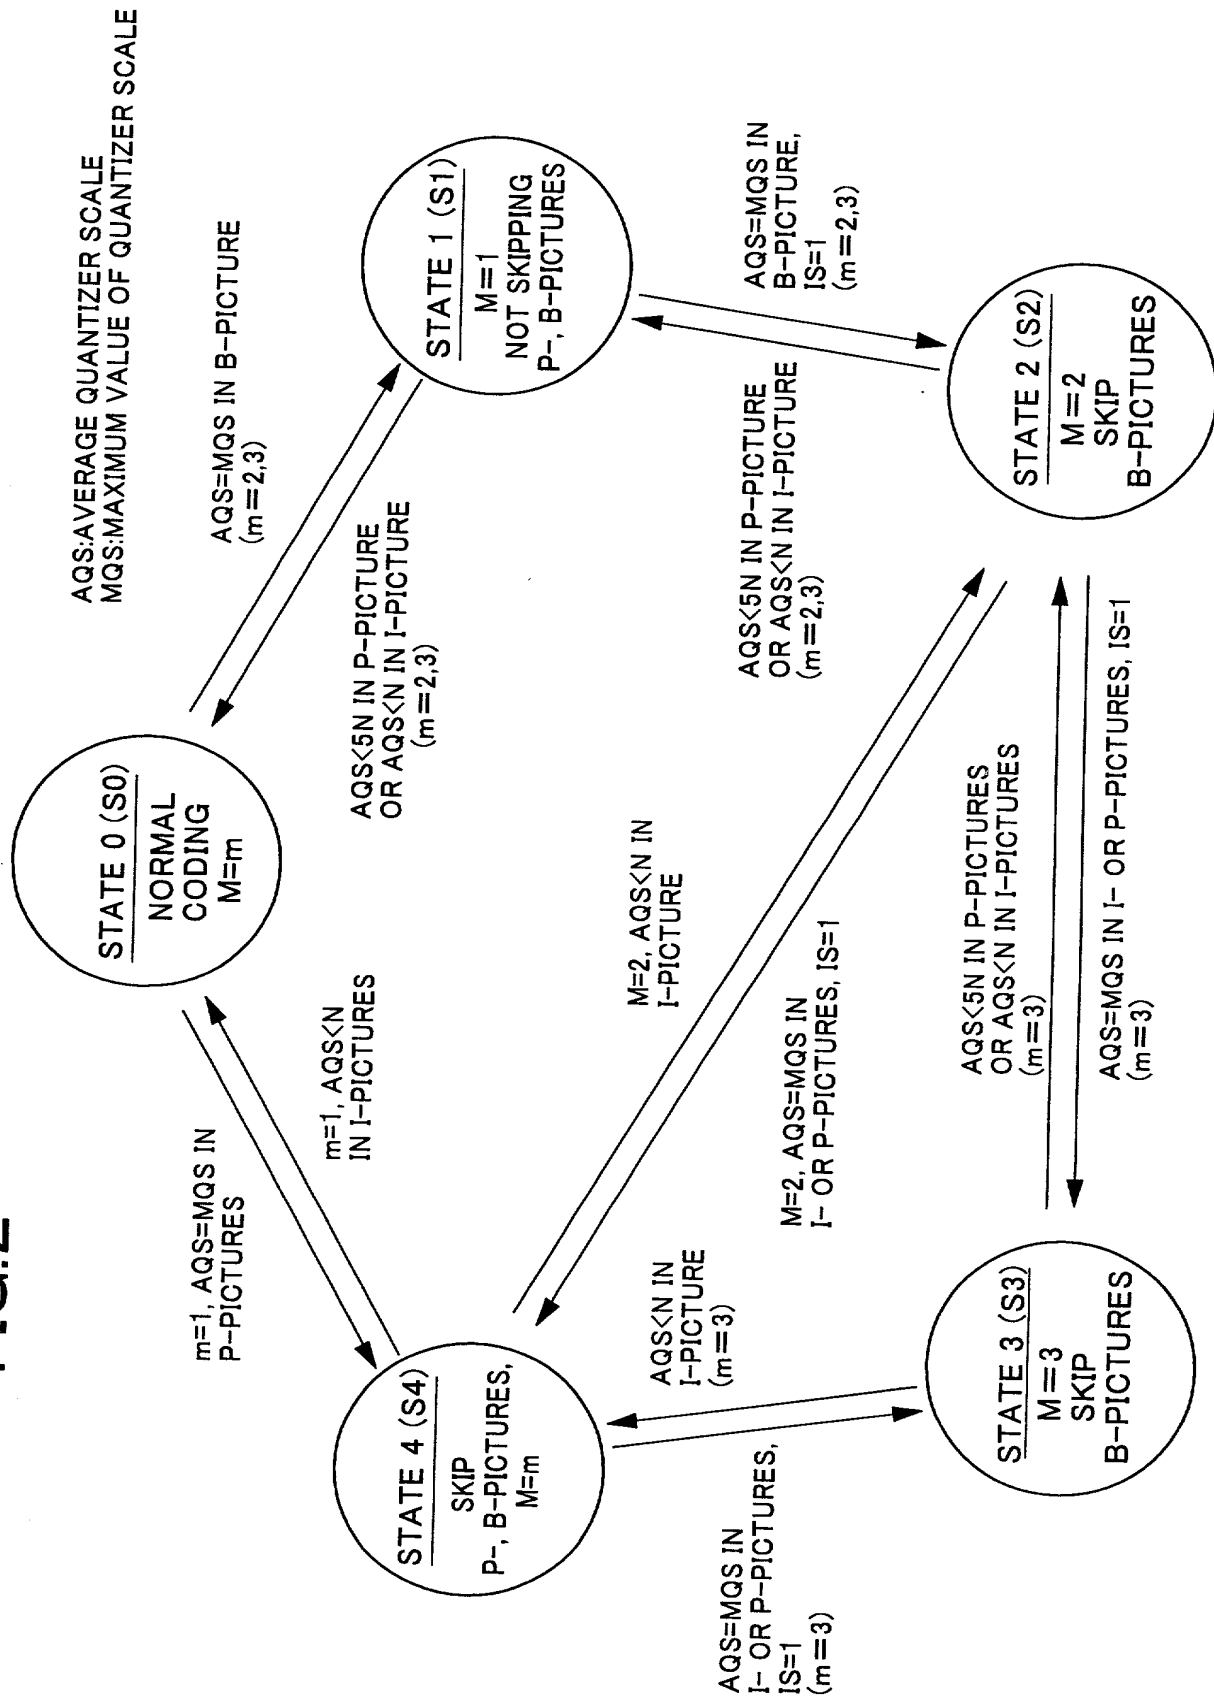 FIG.2
AQS:AVERAGE QUANTIZER SCALE
MQS:MAXIMUM VALUE OF QUANTIZER SCALE
STATE 0 (S0)
NORMAL
CODING
M=m
m=1, AQS=MQS IN
P-PICTURES
m=1, AQS<N
IN I-PICTURES
AQS=MQS IN B-PICTURE
(m=2,3)
AQS<5N IN P-PICTURE
OR AQS<N IN I-PICTURE
(m=2,3)
STATE 4 (S4)
SKIP
P-, B-PICTURES,
M=m
STATE 1 (S1)
M=1
NOT SKIPPING
P-, B-PICTURES
M=2, AQS<N IN
I-PICTURE
M=2, AQS=MQS IN
I- OR P-PICTURES, IS=1
AQS<N IN
I-PICTURE
(m=3)
AQS=MQS IN
I- OR P-PICTURES,
IS=1
(m=3)
AQS<5N IN P-PICTURE
OR AQS<N IN I-PICTURE
(m=2,3)
AQS=MQS IN
B-PICTURE,
IS=1
(m=2,3)
STATE 3 (S3)
M=3
SKIP
B-PICTURES
AQS<5N IN P-PICTURES
OR AQS<N IN I-PICTURES
(m=3)
AQS=MQS IN I- OR P-PICTURES, IS=1
(m=3)
STATE 2 (S2)
M=2
SKIP
B-PICTURES